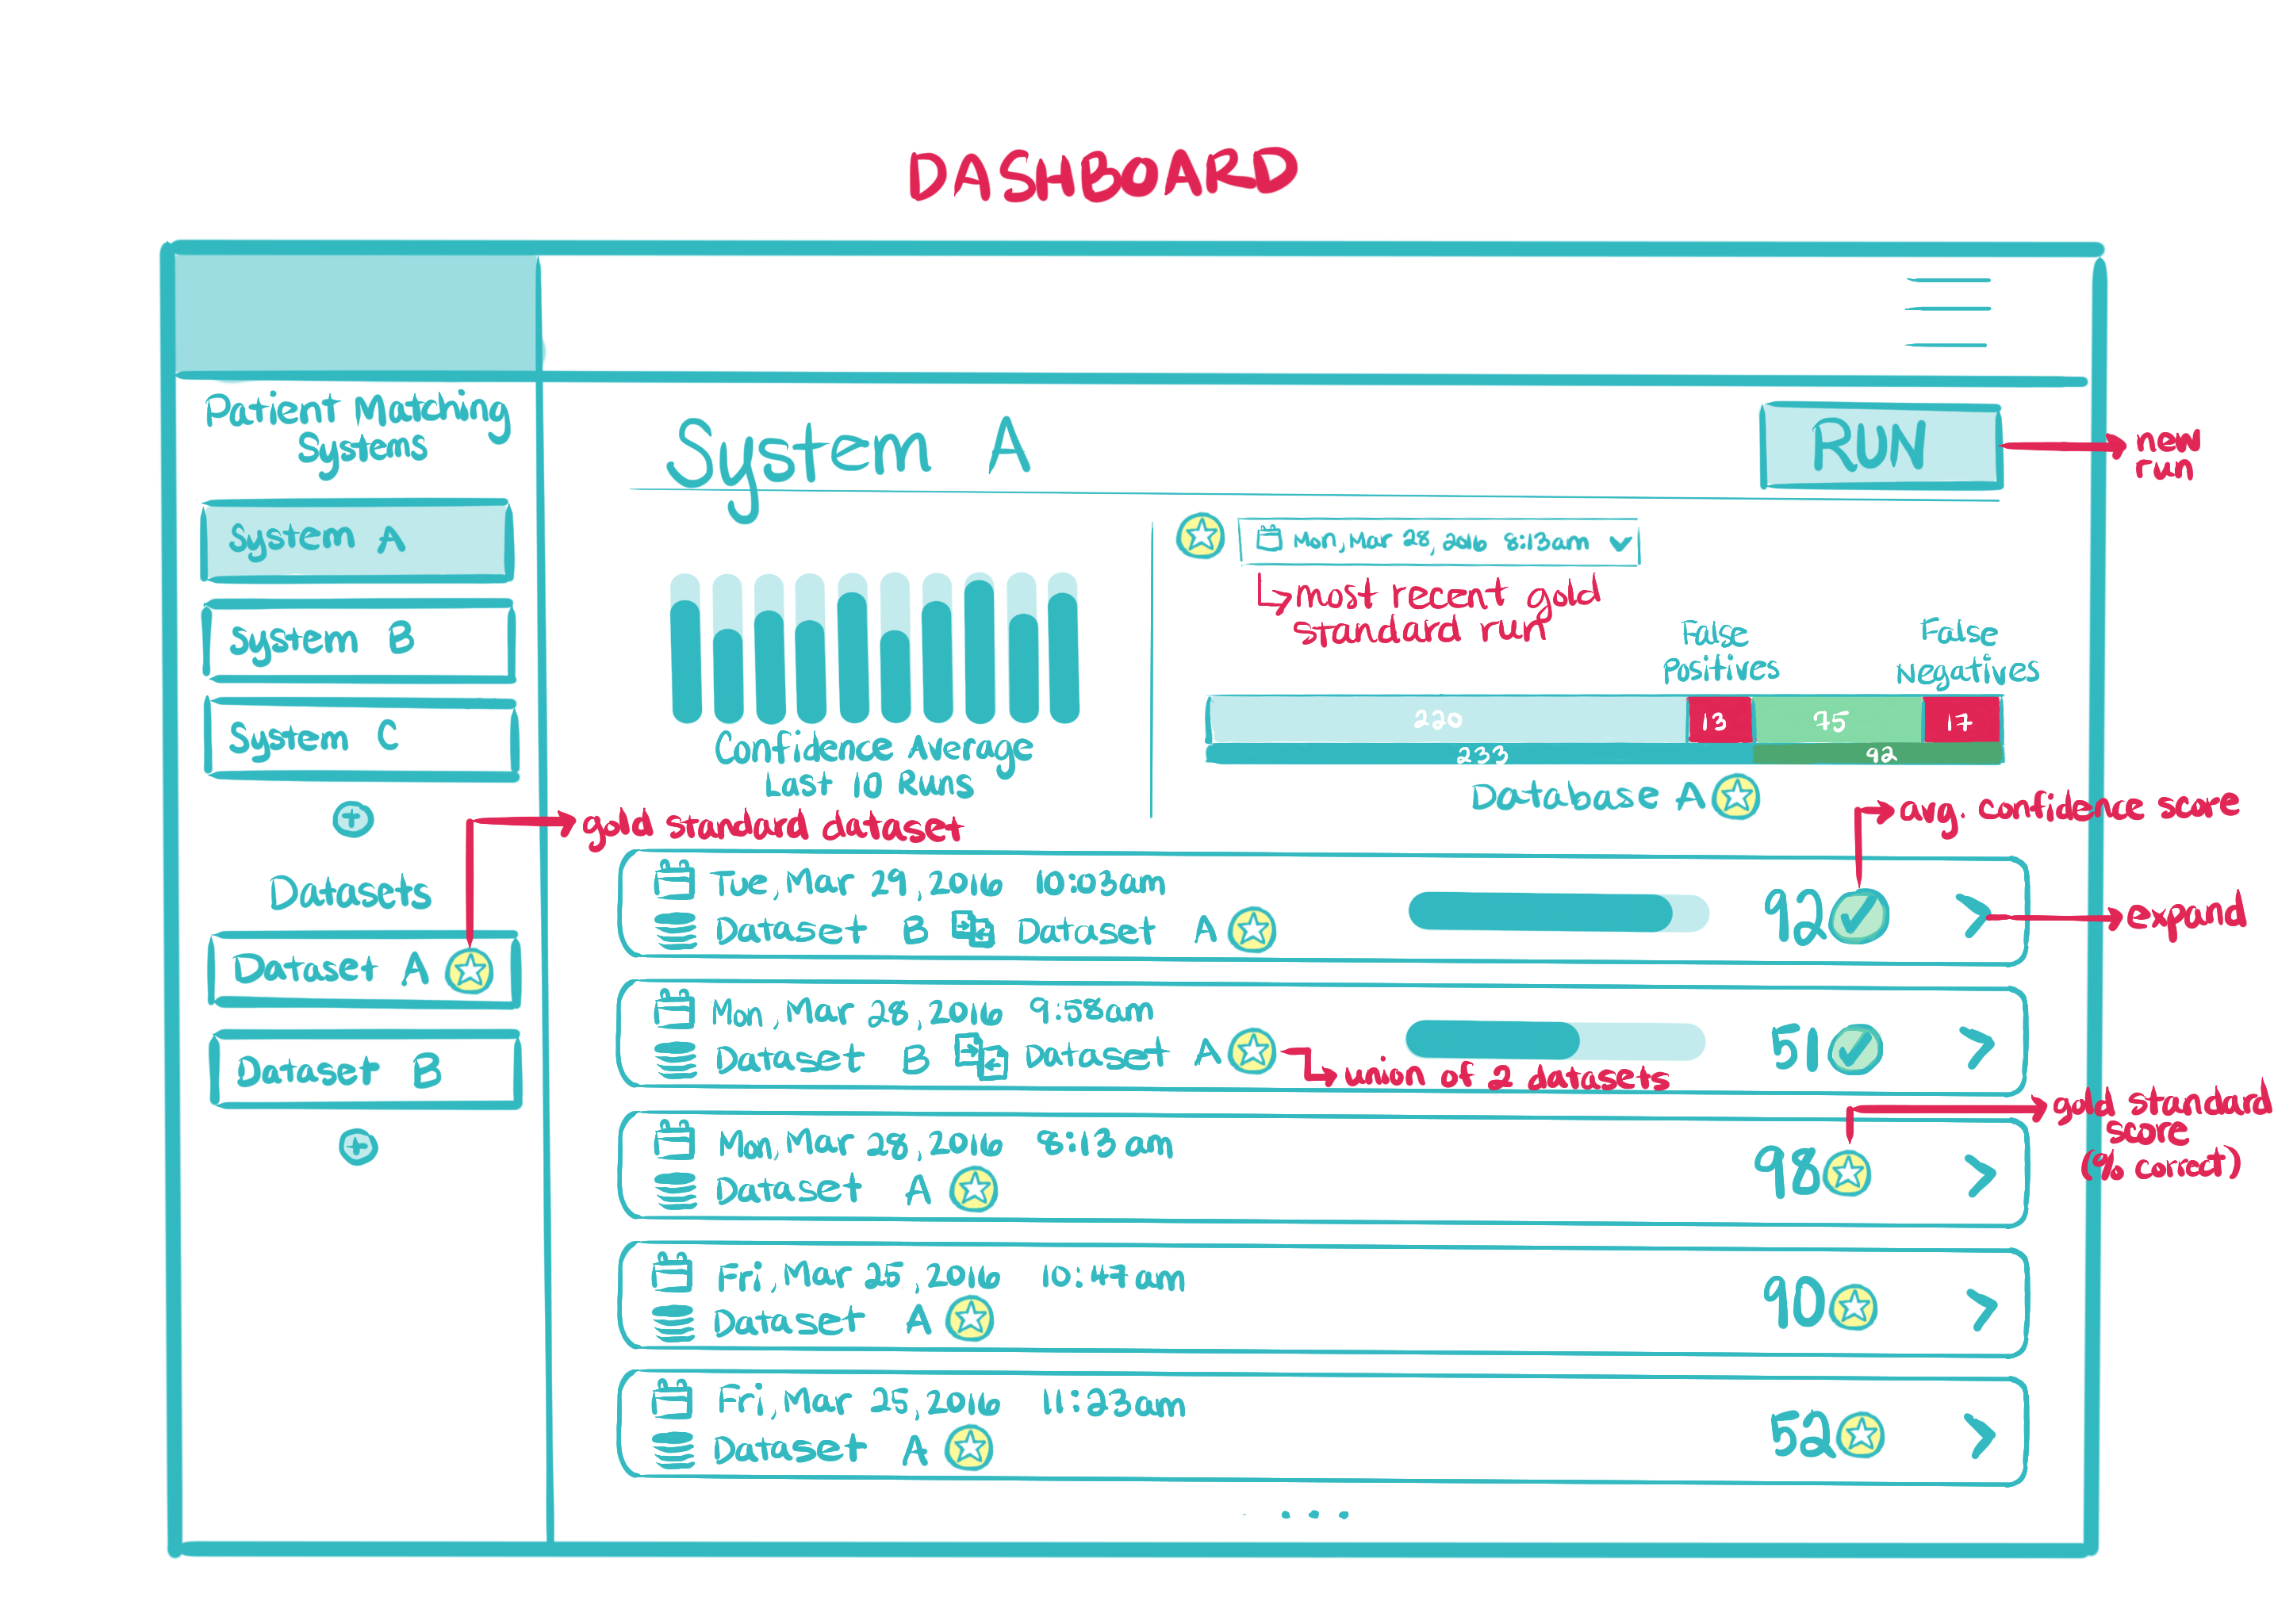 DASHBOARD
Patient Matching
Systems
System A
System B
System C
Datasets
Dataset A
Dataset B
gold standard dataset
System A
RUN
new
run
Confidence Average
Last 10 Runs
Mon, Mar 28, 2016 8:13am
most recent gold
standard run
False
Positives
False
Negatives
220 13 75 17
233 92
Database A
avg. confidence score
Tue, Mar 29, 2016 10:03am
Dataset B Dataset A
92
expand
Mon, Mar 28, 2016 9:58am
Dataset B Dataset A
union of 2 datasets
51
gold standard
score
(% correct)
Mon, Mar 28, 2016 8:13am
Dataset A
98
Fri, Mar 25, 2016 10:47am
Dataset A
90
Fri, Mar 25, 2016 11:23am
Dataset A
52
...